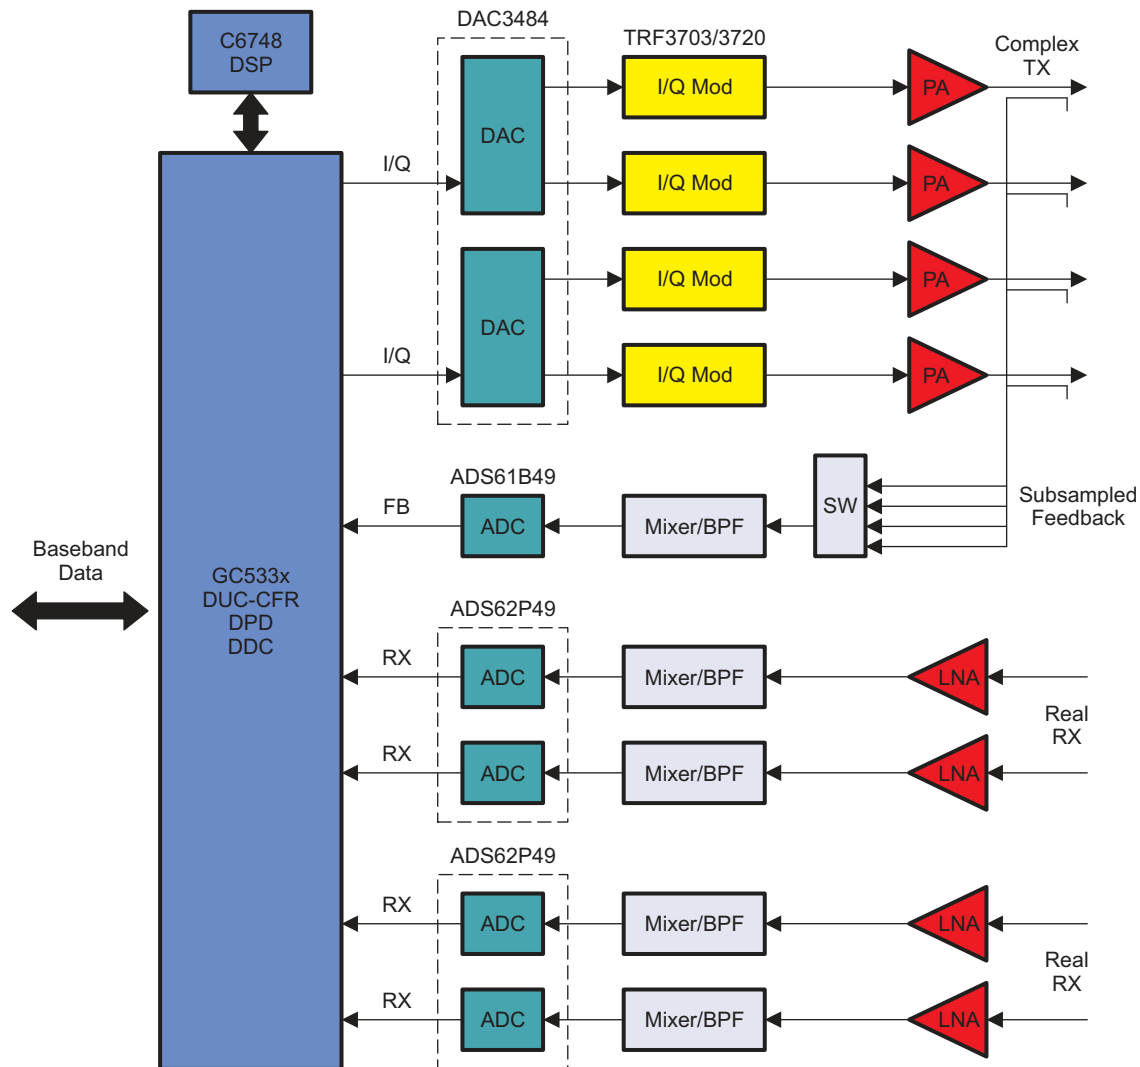 DAC3484
C6748
DSP
TRF3703/3720
Complex
TX
I/Q Mod
PA
DAC
I/Q
I/Q Mod
PA
I/Q Mod
PA
DAC
I/Q
I/Q Mod
PA
ADS61B49
FB
ADC
Mixer/BPF
SW
Subsampled
Feedback
Baseband
Data
GC533x
DUC-CFR
DPD
DDC
ADS62P49
RX
ADC
Mixer/BPF
LNA
Real
RX
RX
ADC
Mixer/BPF
LNA
ADS62P49
RX
ADC
Mixer/BPF
LNA
Real
RX
RX
ADC
Mixer/BPF
LNA